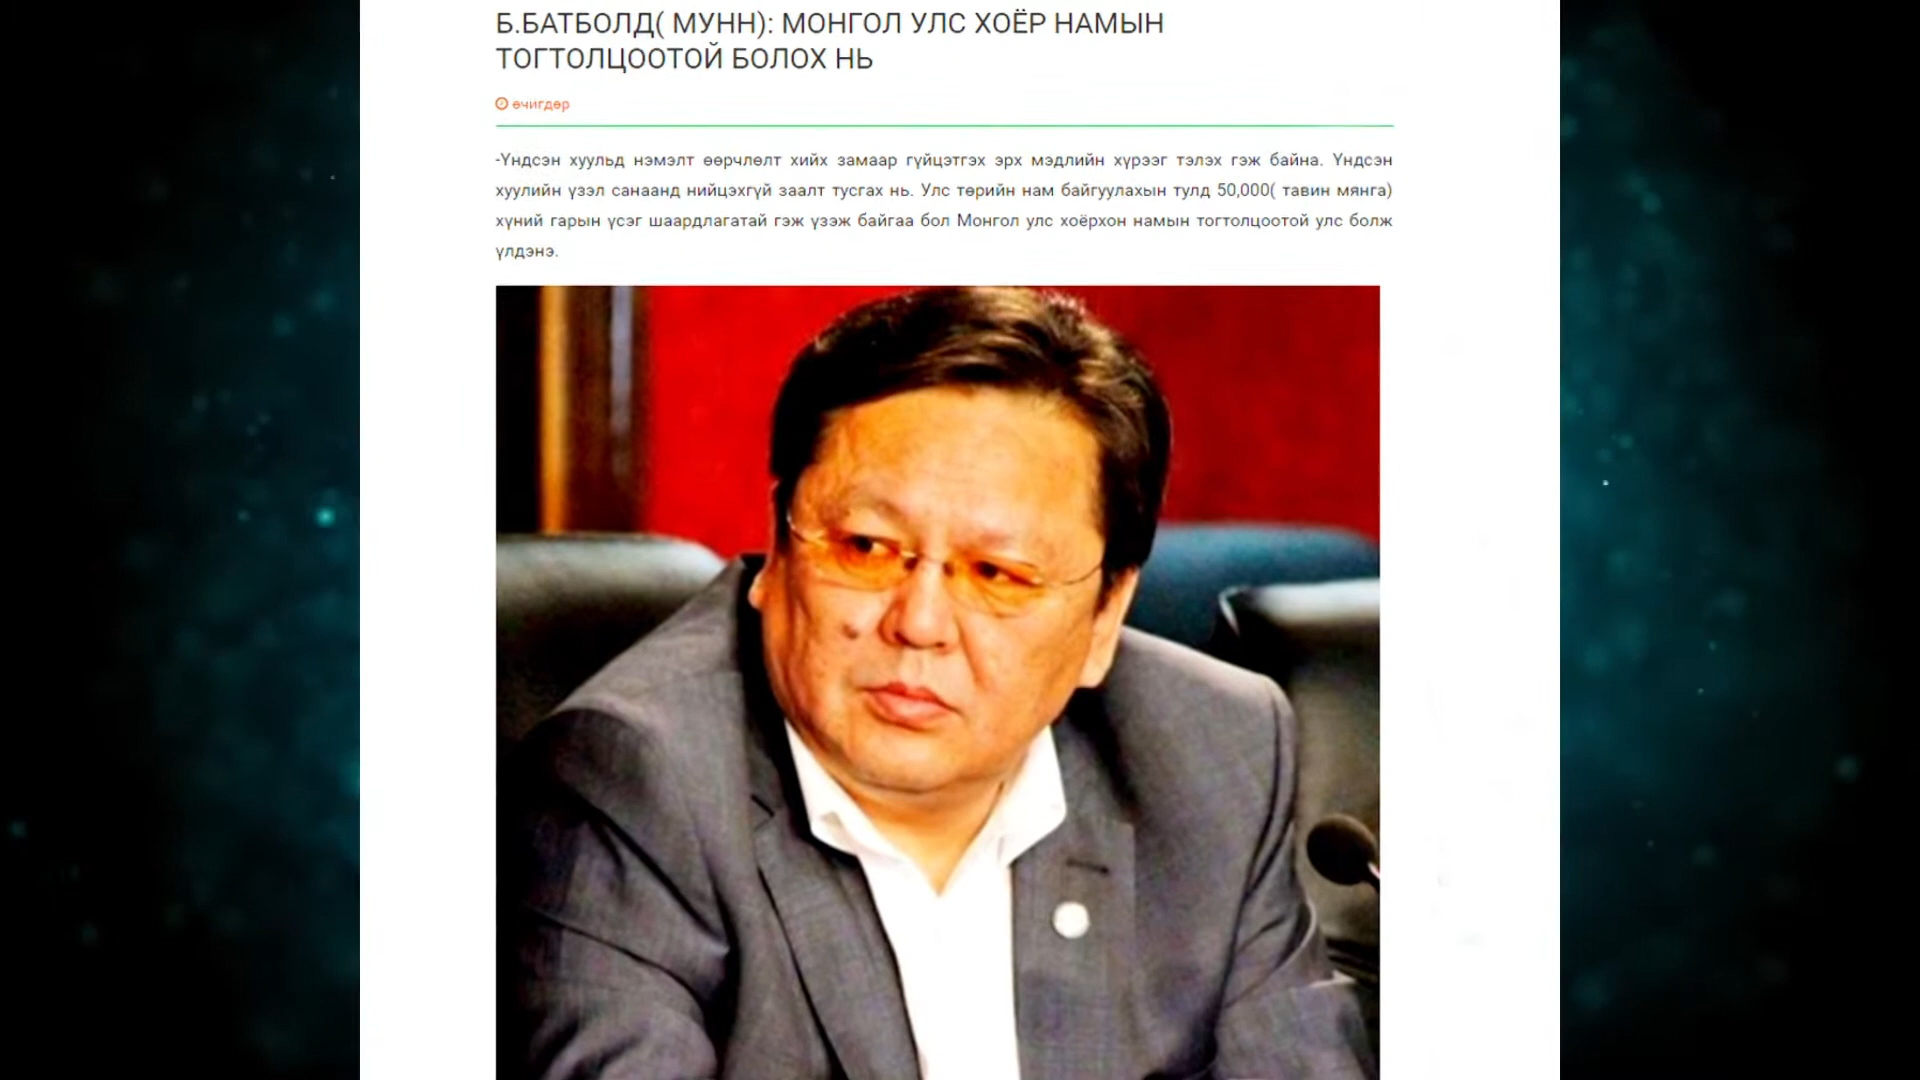 Б.БАТБОЛД( МУНН): МОНГОЛ УЛС ХОЁР НАМЫН
ТОГТОЛЦООТОЙ БОЛОХ НЬ
өчигдөр
-Үндсэн хуульд нэмэлт өөрчлөлт хийх замаар гүйцэтгэх эрх мэдлийн хүрээг тэлэх гэж байна. Үндсэн
хуулийн үзэл санаанд нийцэхгүй заалт тусгах нь. Улс төрийн нам байгуулахын тулд 50,000( тавин мянга)
хүний гарын үсэг шаардлагатай гэж үзэж байгаа бол Монгол улс хоёрхон намын тогтолцоотой улс болж
үлдэнэ.